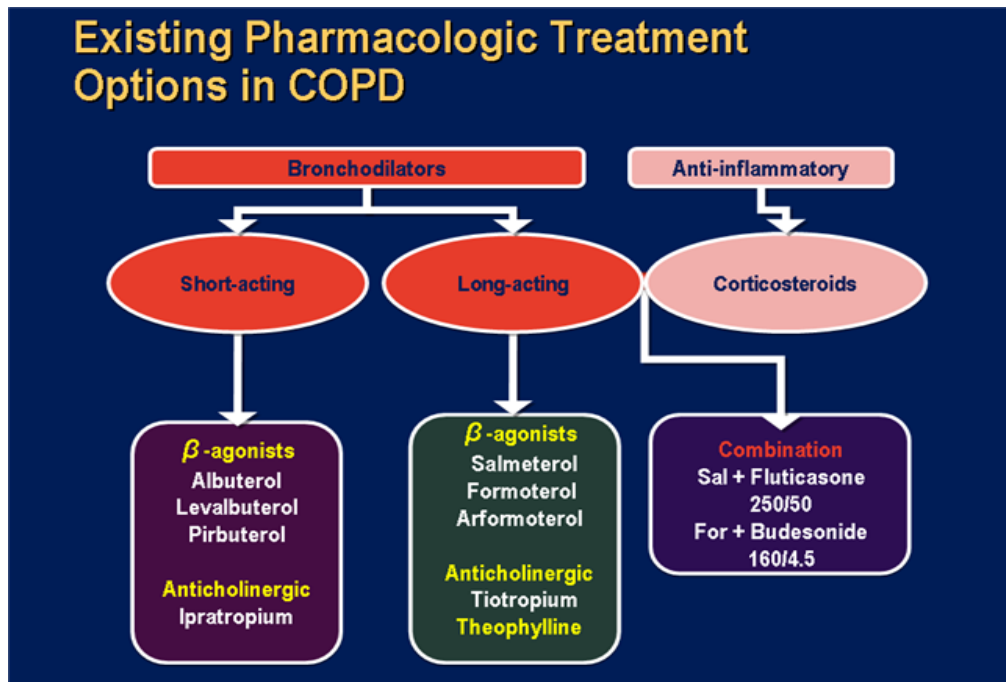 Existing Pharmacologic Treatment
Options in COPD
Bronchodilators
Anti-inflammatory
Short-acting
Long-acting
Corticosteroids
β-agonists
Albuterol
Levalbuterol
Pirbuterol
Anticholinergic
Ipratropium
β-agonists
Salmeterol
Formoterol
Arformoterol
Anticholinergic
Tiotropium
Theophylline
Combination
Sal + Fluticasone
250/50
For + Budesonide
160/4.5